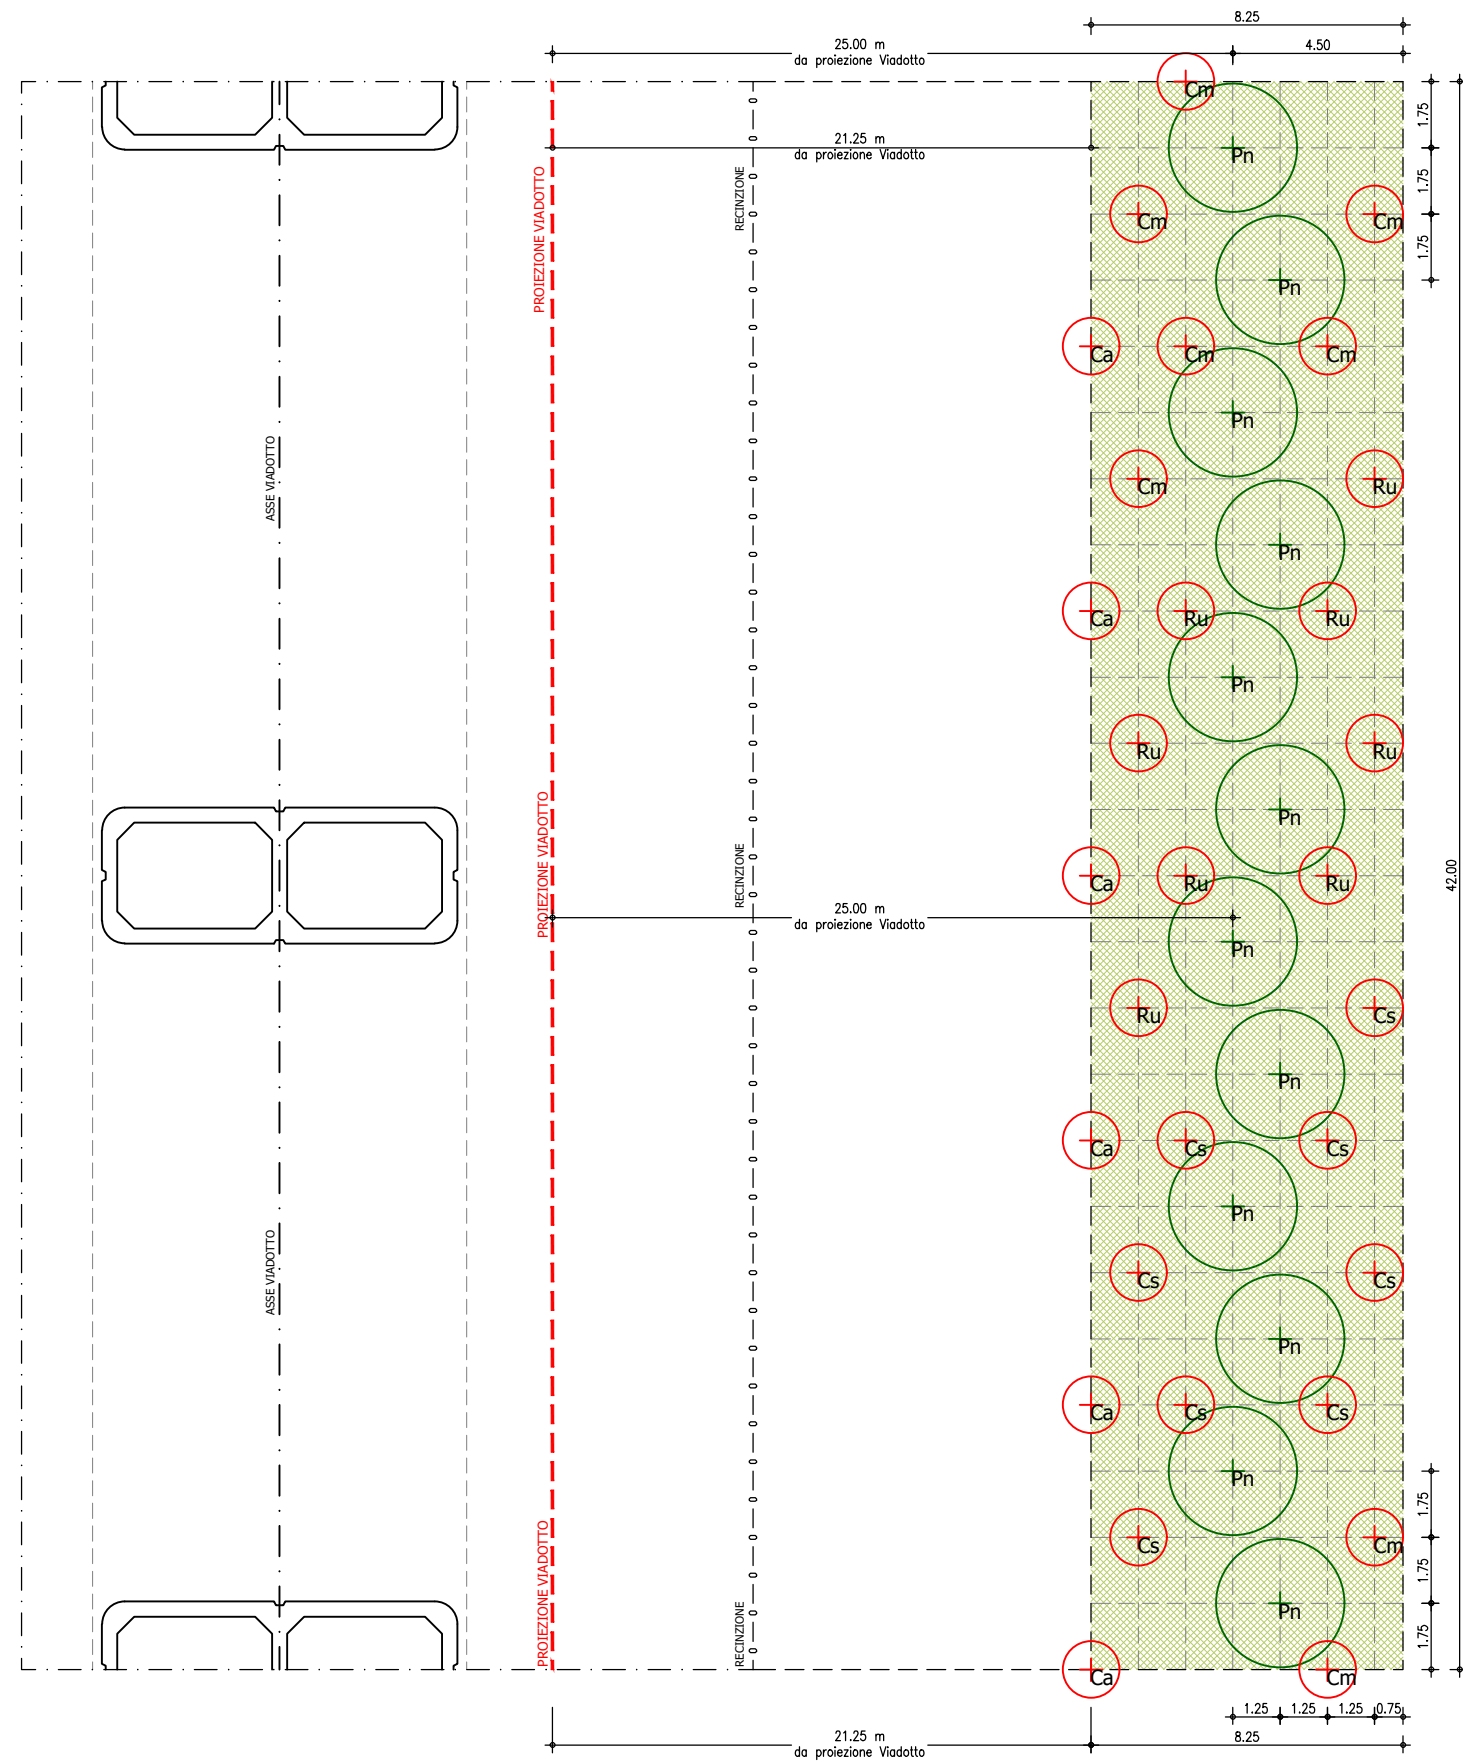 8.25
25.00 m
da proiezione Viadotto
4.50
Cm
1.75
21.25 m
da proiezione Viadotto
Pn
PROIEZIONE VIADOTTO
RECINZIONE
1.75
Cm
Cm
1.75
Pn
Ca
Cm
Cm
Pn
ASSE VIADOTTO
Cm
Ru
Pn
Ca
Ru
Ru
Pn
Ru
Ru
PROIEZIONE VIADOTTO
RECINZIONE
Pn
Ca
Ru
Ru
42.00
25.00 m
da proiezione Viadotto
Pn
Ru
Cs
Pn
Ca
Cs
Cs
Pn
ASSE VIADOTTO
Cs
Cs
Pn
Ca
Cs
Cs
Pn
1.75
PROIEZIONE VIADOTTO
RECINZIONE
Cs
Cm
1.75
Pn
1.75
Ca
Cm
1.25
1.25
1.25
0.75
21.25 m
da proiezione Viadotto
8.25